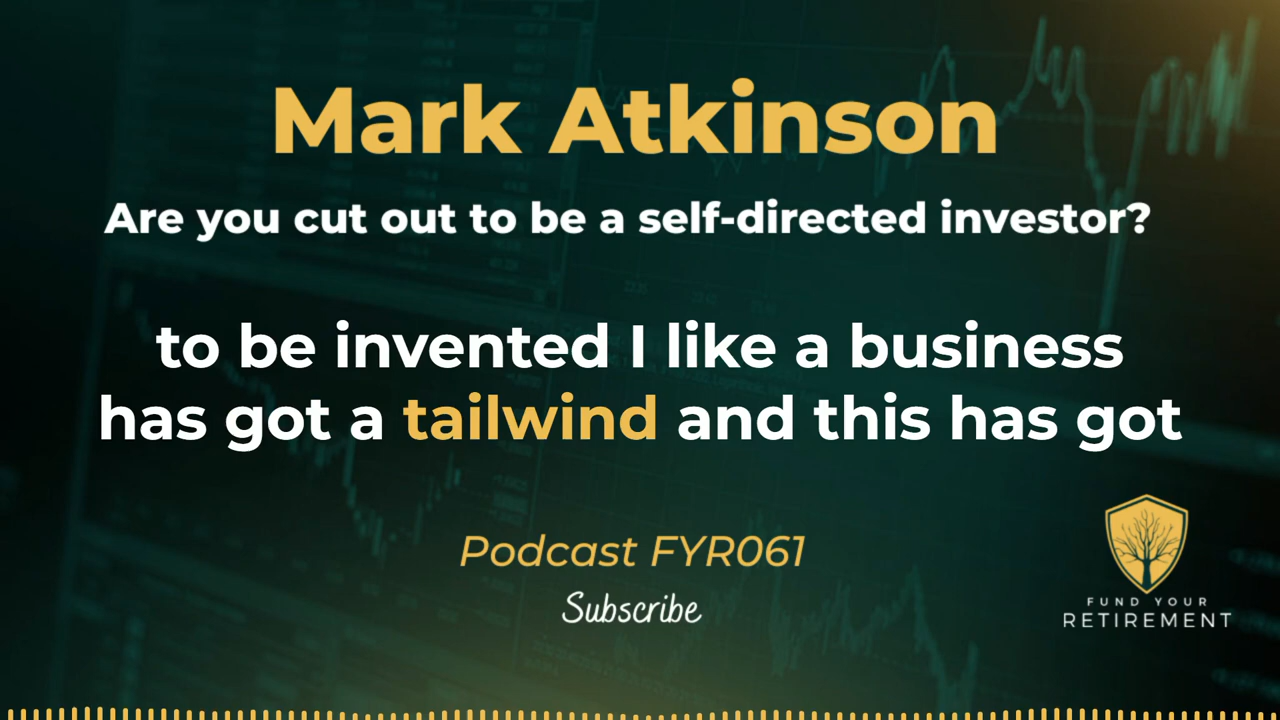 Mark Atkinson
Are you cut out to be a self-directed investor?
to be invented I like a business
has got a tailwind and this has got
Podcast FYR061
Subscribe
FUND YOUR
RETIREMENT